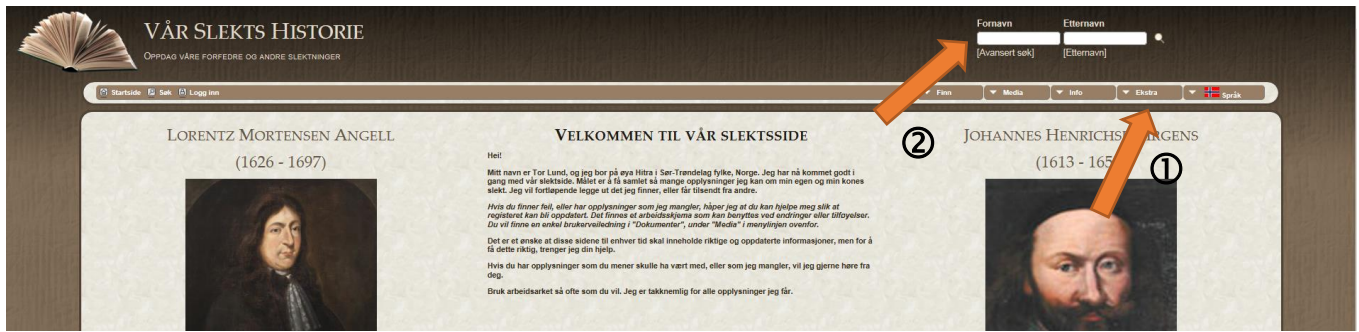 VÅR SLEKTS HISTORIE
OPPDAG VÅRE FORFEDRE OG ANDRE SLEKTNINGER
Fornavn Etternavn
[Avansert søk] [Etternavn]
Startside Søk Logg inn
Finn Media Info Ekstra Språk
②
①
LORENTZ MORTENSEN ANGELL
(1626 - 1697)
VELKOMMEN TIL VÅR SLEKTSSIDE
Hei!
Mitt navn er Tor Lund, og jeg bor på øya Hitra i Sør-Trøndelag fylke, Norge. Jeg har nå kommet godt i
gang med vår slektside. Målet er å få samlet så mange opplysninger jeg kan om min egen og min kones
slekt. Jeg vil fortløpende legge ut det jeg finner, eller får tilsendt fra andre.
Hvis du finner feil, eller har opplysninger som jeg mangler, håper jeg at du kan hjelpe meg slik at
registeret kan bli oppdatert. Det finnes et arbeidsskjema som kan benyttes ved endringer eller tilføyelser.
Du vil finne en enkel brukerveiledning i "Dokumenter", under "Media" i menylinjen ovenfor.
Det er et ønske at disse sidene til enhver tid skal inneholde riktige og oppdaterte informasjoner, men for å
få dette riktig, trenger jeg din hjelp.
Hvis du har opplysninger som du mener skulle ha vært med, eller som jeg mangler, vil jeg gjerne høre fra
deg.
Bruk arbeidsarket så ofte som du vil. Jeg er takknemlig for alle opplysninger jeg får.
JOHANNES
(1613 -